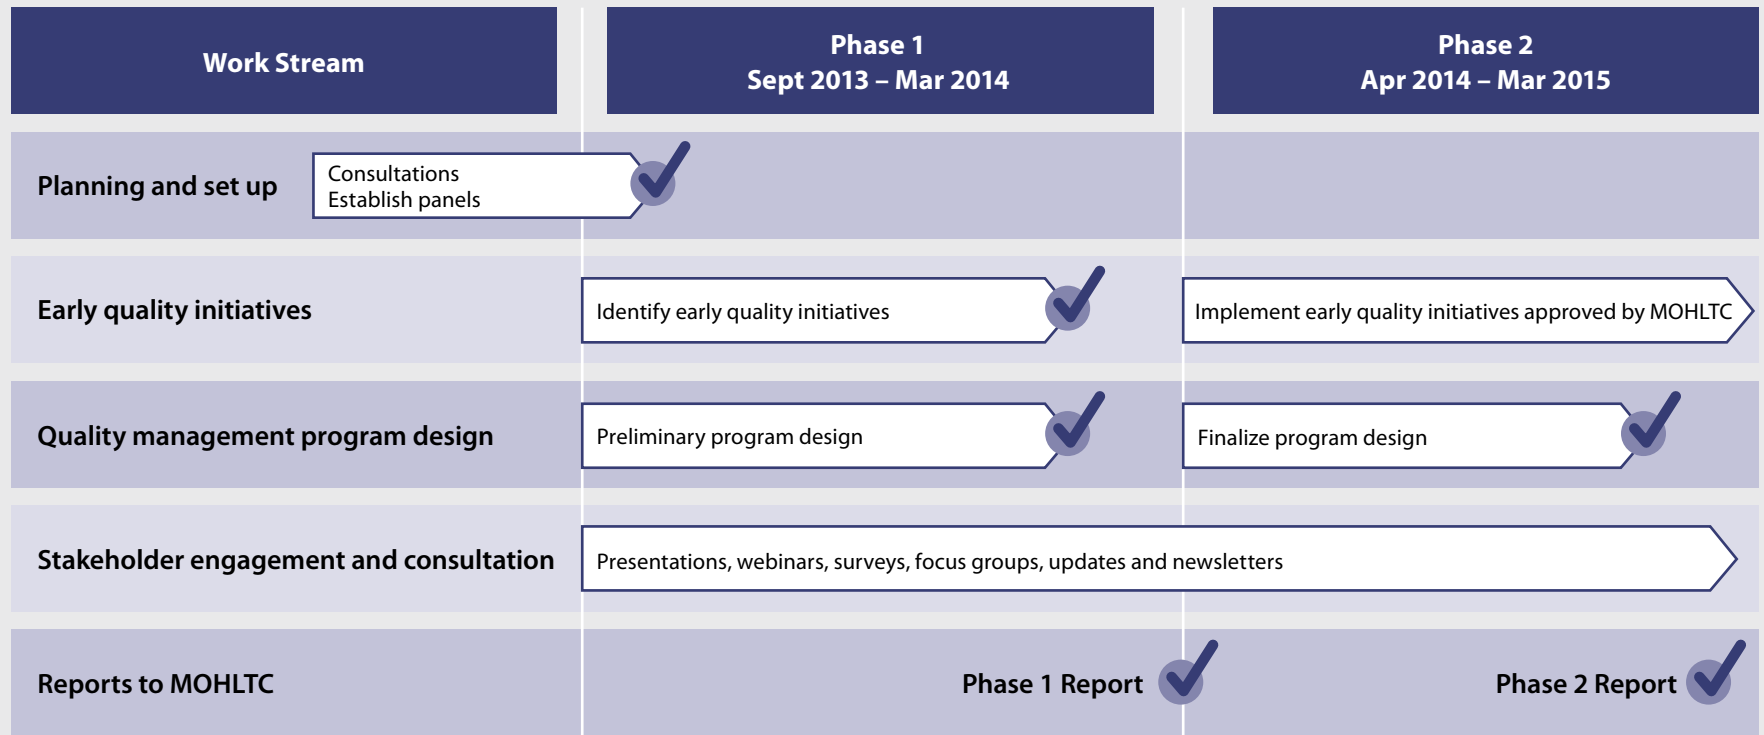 Work Stream
Phase 1
Sept 2013 – Mar 2014
Phase 2
Apr 2014 – Mar 2015
Planning and set up
Consultations
Establish panels
Early quality initiatives
Identify early quality initiatives
Implement early quality initiatives approved by MOHLTC
Quality management program design
Preliminary program design
Finalize program design
Stakeholder engagement and consultation
Presentations, webinars, surveys, focus groups, updates and newsletters
Reports to MOHLTC
Phase 1 Report
Phase 2 Report